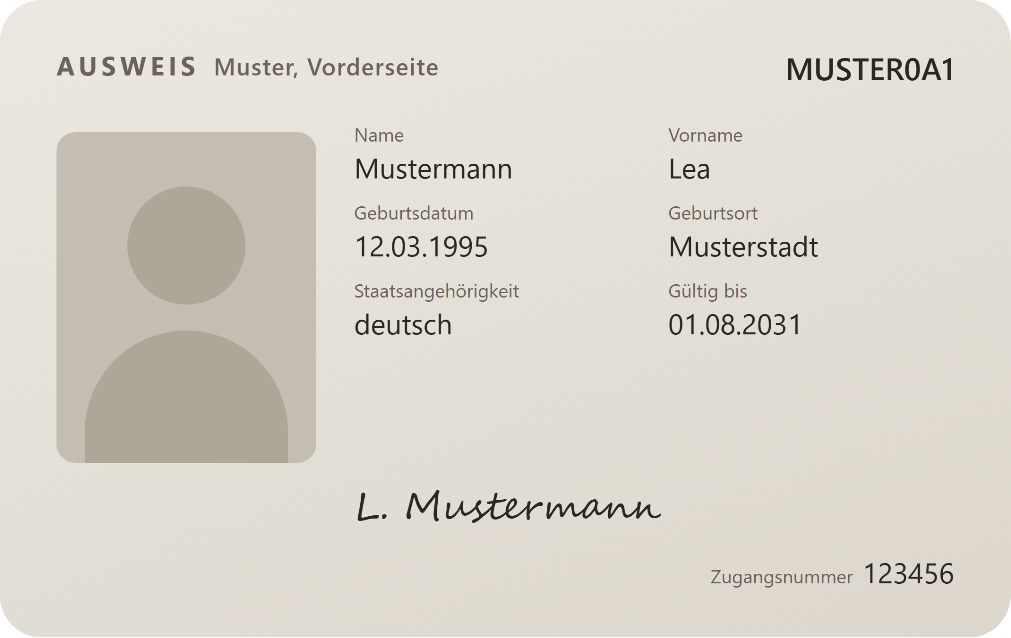 AUSWEIS Muster, Vorderseite
MUSTER0A1
Name
Mustermann
Vorname
Lea
Geburtsdatum
12.03.1995
Geburtsort
Musterstadt
Staatsangehörigkeit
deutsch
Gültig bis
01.08.2031
L. Mustermann
Zugangsnummer 123456